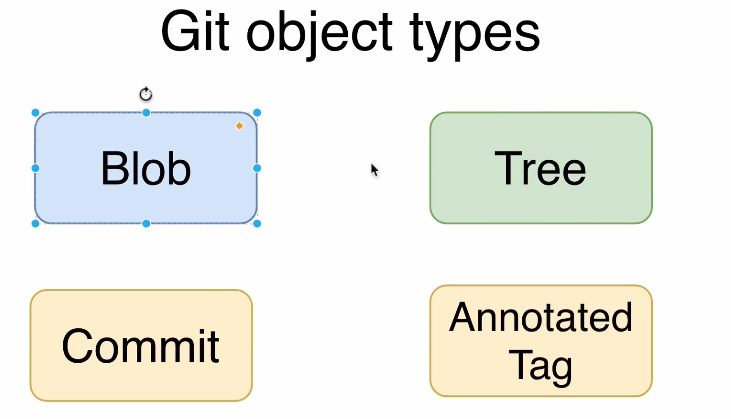 Git object types
Blob
Tree
Commit
Annotated
Tag